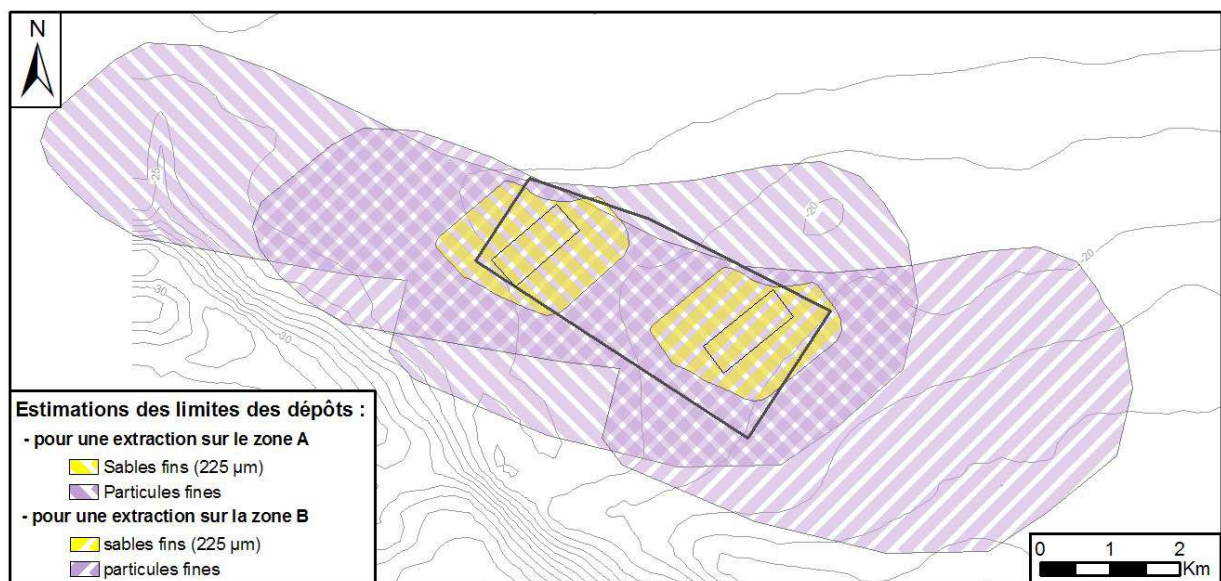 N
-25
-20
-20
-30
-30
Estimations des limites des dépôts :
- pour une extraction sur le zone A
Sables fins (225 µm)
Particules fines
- pour une extraction sur la zone B
sables fins (225 µm)
particules fines
0 1 2
Km